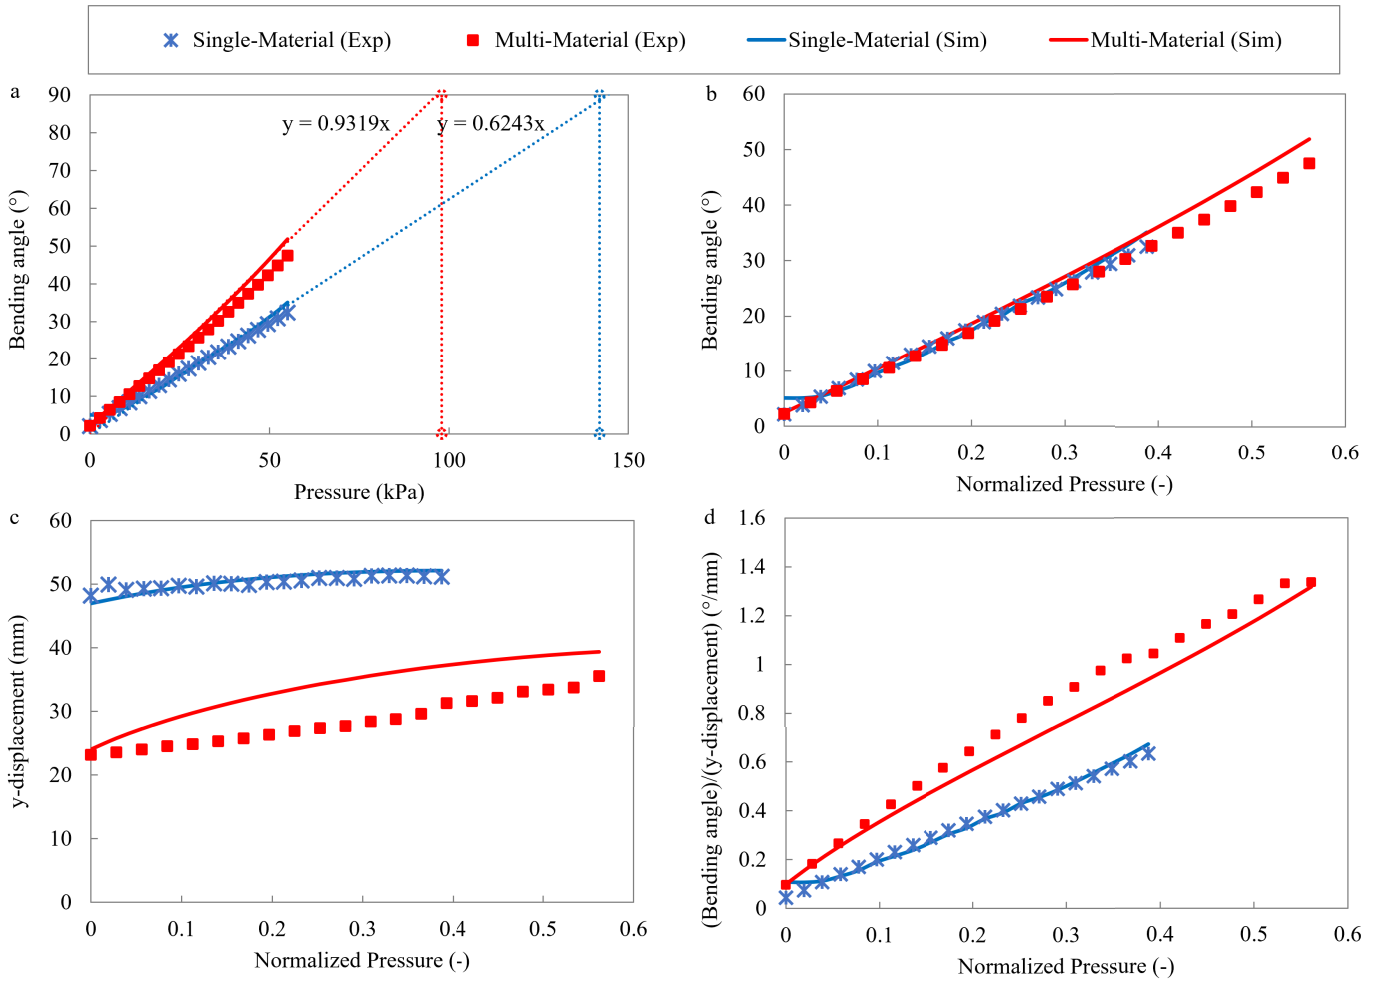 Single-Material (Exp) Multi-Material (Exp) Single-Material (Sim) Multi-Material (Sim)
a
90
80
70
60
50
40
30
20
10
0
y = 0.9319x
y = 0.6243x
0 50 100 150
Bending angle (°)
Pressure (kPa)
b
60
50
40
30
20
10
0
0 0.1 0.2 0.3 0.4 0.5 0.6
Bending angle (°)
Normalized Pressure (-)
c
60
50
40
30
20
10
0
0 0.1 0.2 0.3 0.4 0.5 0.6
y-displacement (mm)
Normalized Pressure (-)
d
1.6
1.4
1.2
1
0.8
0.6
0.4
0.2
0
0 0.1 0.2 0.3 0.4 0.5 0.6
(Bending angle)/(y-displacement) (°/mm)
Normalized Pressure (-)